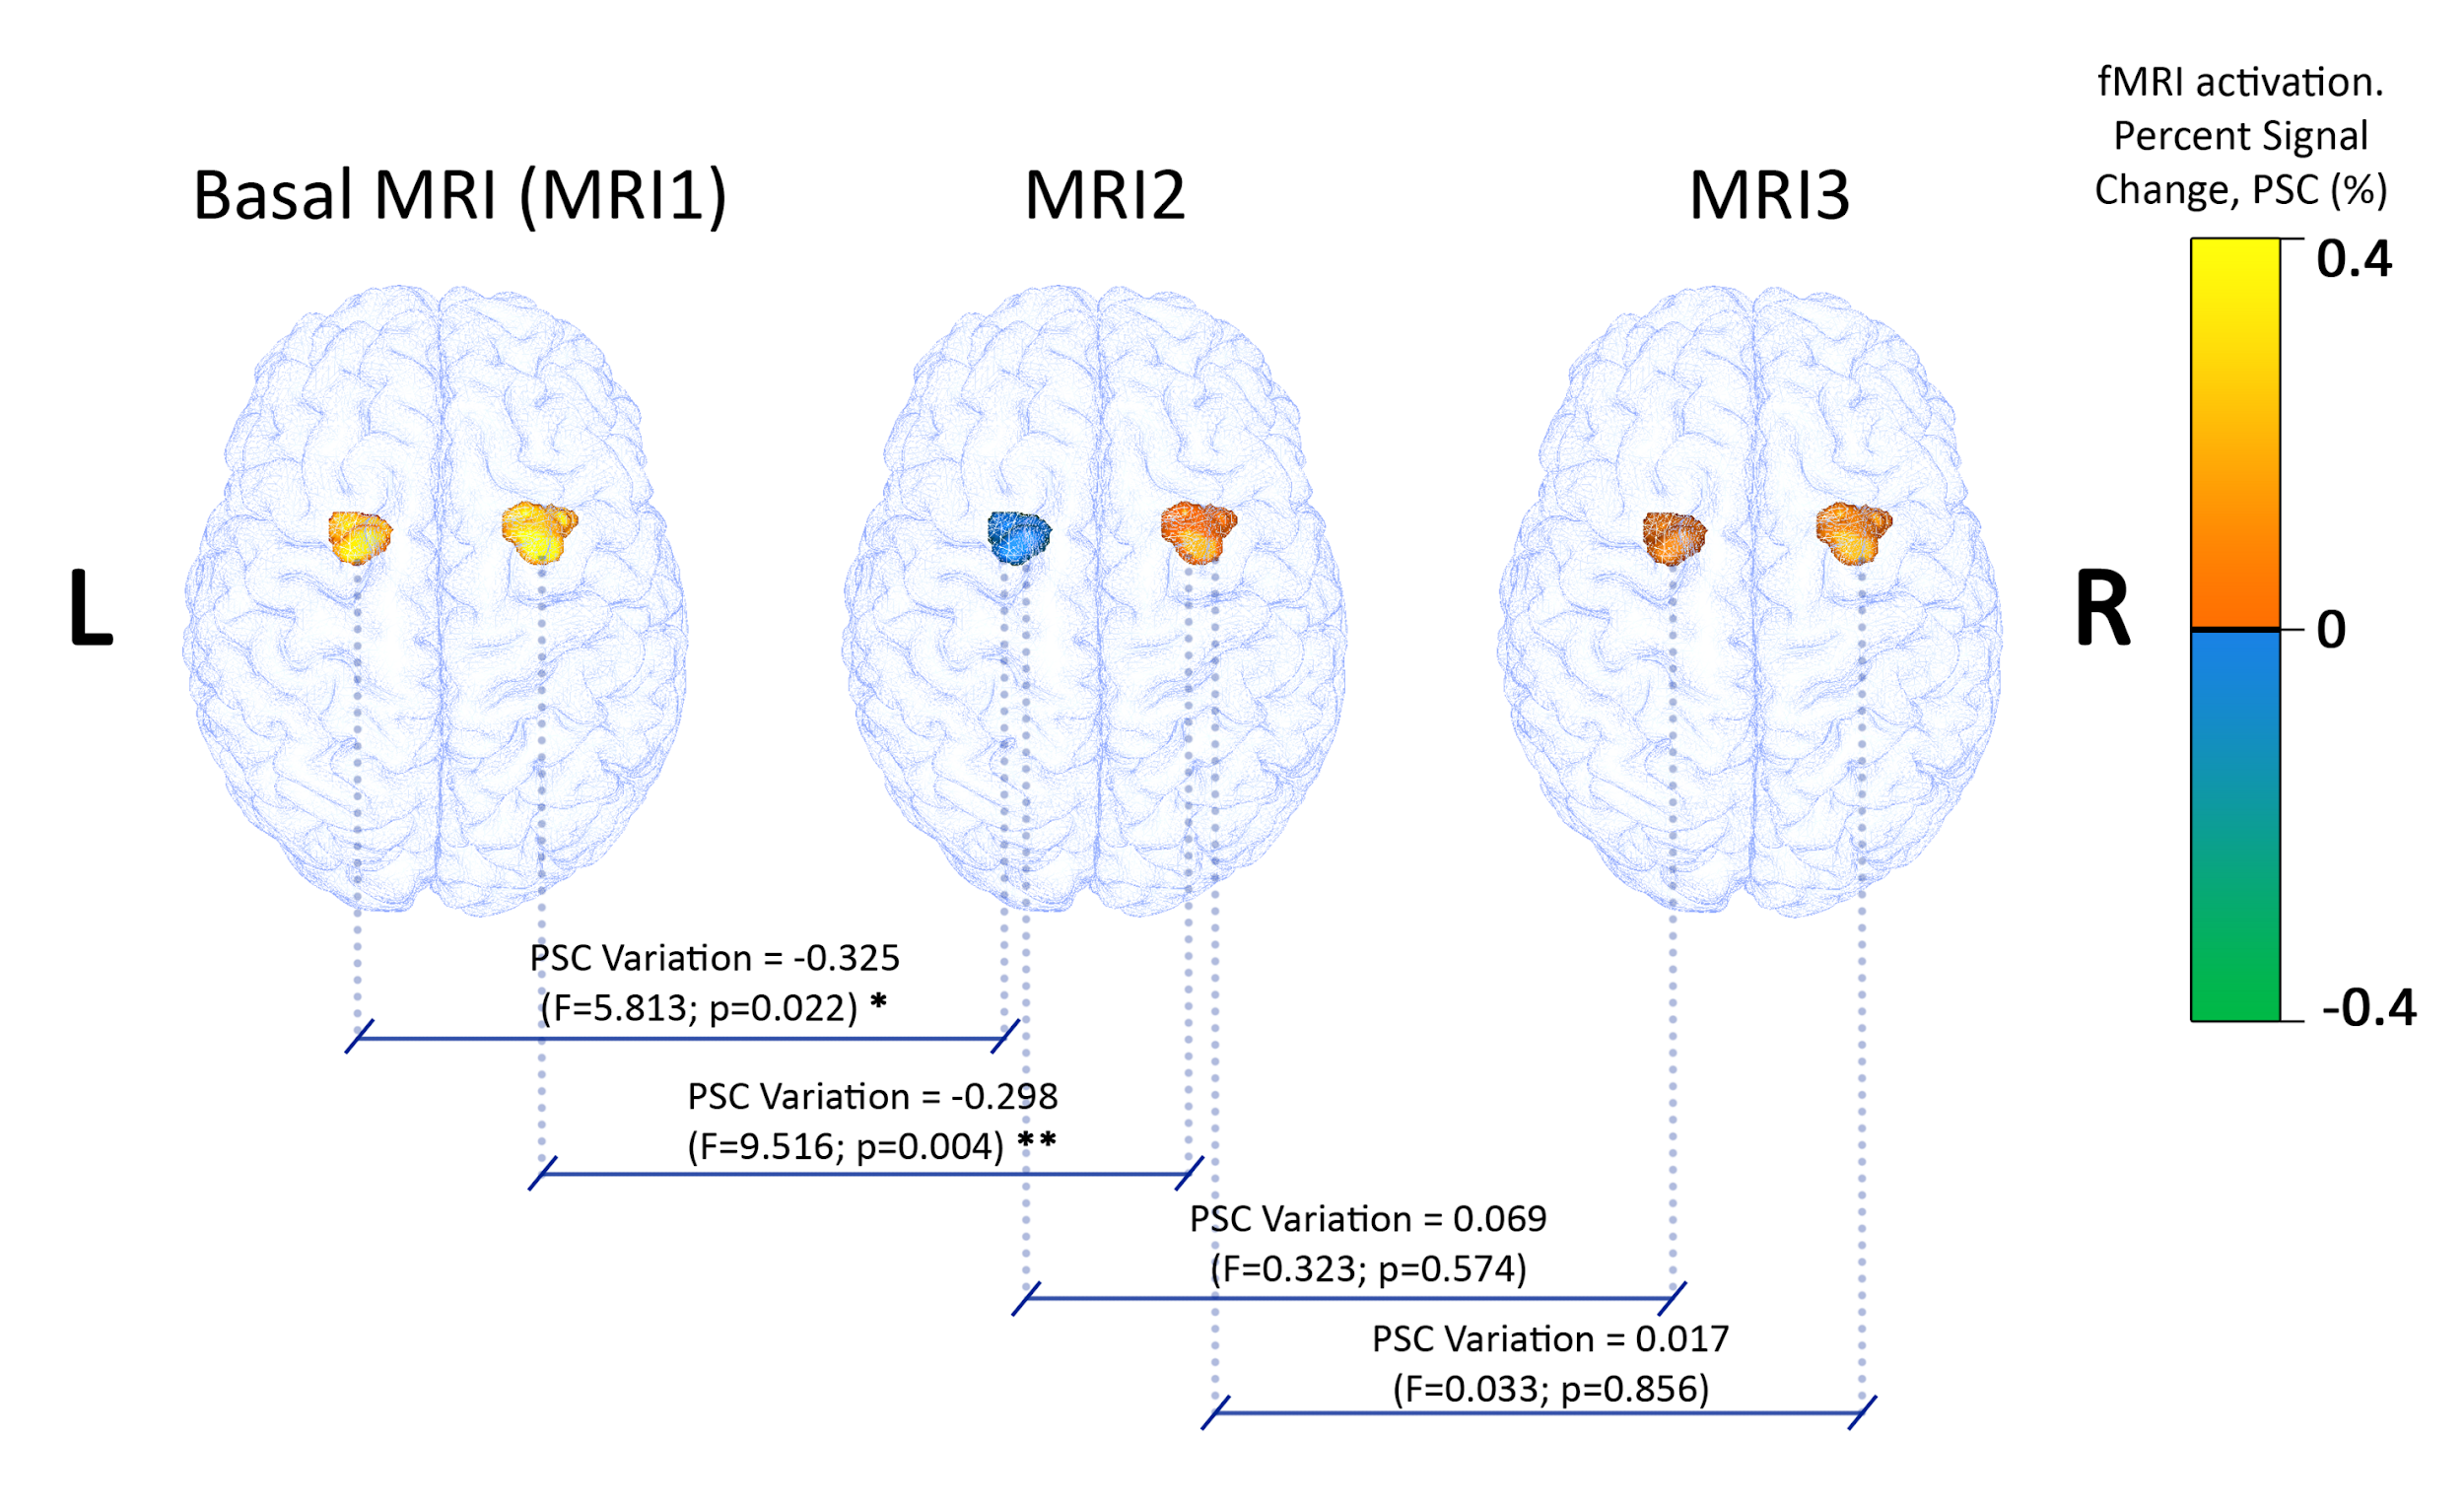 fMRI activation.
Percent Signal
Change, PSC (%)
Basal MRI (MRI1)
MRI2
MRI3
0.4
L
R
0
-0.4
PSC Variation = -0.325
(F=5.813; p=0.022) *
PSC Variation = -0.298
(F=9.516; p=0.004) **
PSC Variation = 0.069
(F=0.323; p=0.574)
PSC Variation = 0.017
(F=0.033; p=0.856)